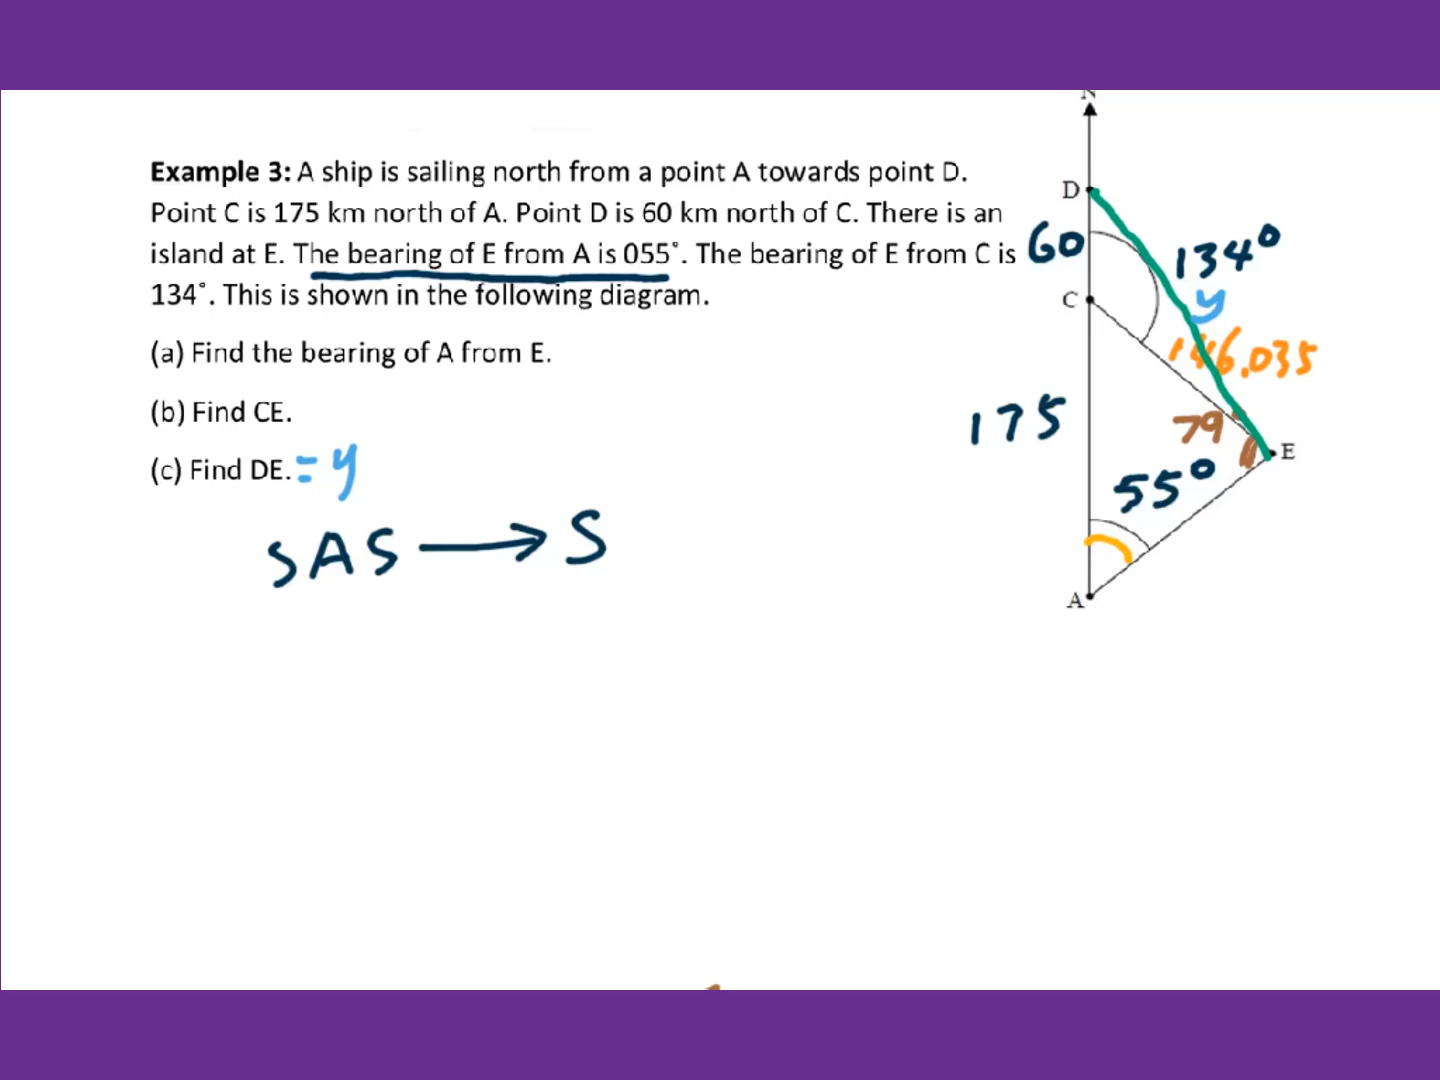 N
Example 3: A ship is sailing north from a point A towards point D.
Point C is 175 km north of A. Point D is 60 km north of C. There is an
island at E. The bearing of E from A is 055°. The bearing of E from C is
134°. This is shown in the following diagram.
(a) Find the bearing of A from E.
(b) Find CE.
(c) Find DE. = y
SAS → S
D
60
134°
C
y
146.035
175
79
E
55°
A